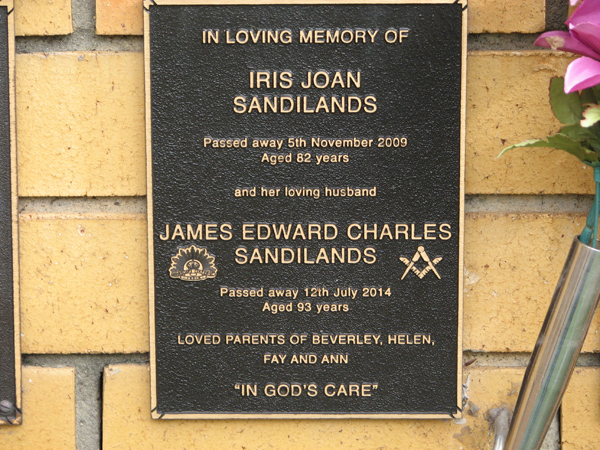 IN LOVING MEMORY OF
IRIS JOAN
SANDILANDS
Passed away 5th November 2009
Aged 82 years
and her loving husband
JAMES EDWARD CHARLES
SANDILANDS
Passed away 12th July 2014
Aged 93 years
LOVED PARENTS OF BEVERLEY, HELEN,
FAY AND ANN
"IN GOD'S CARE"